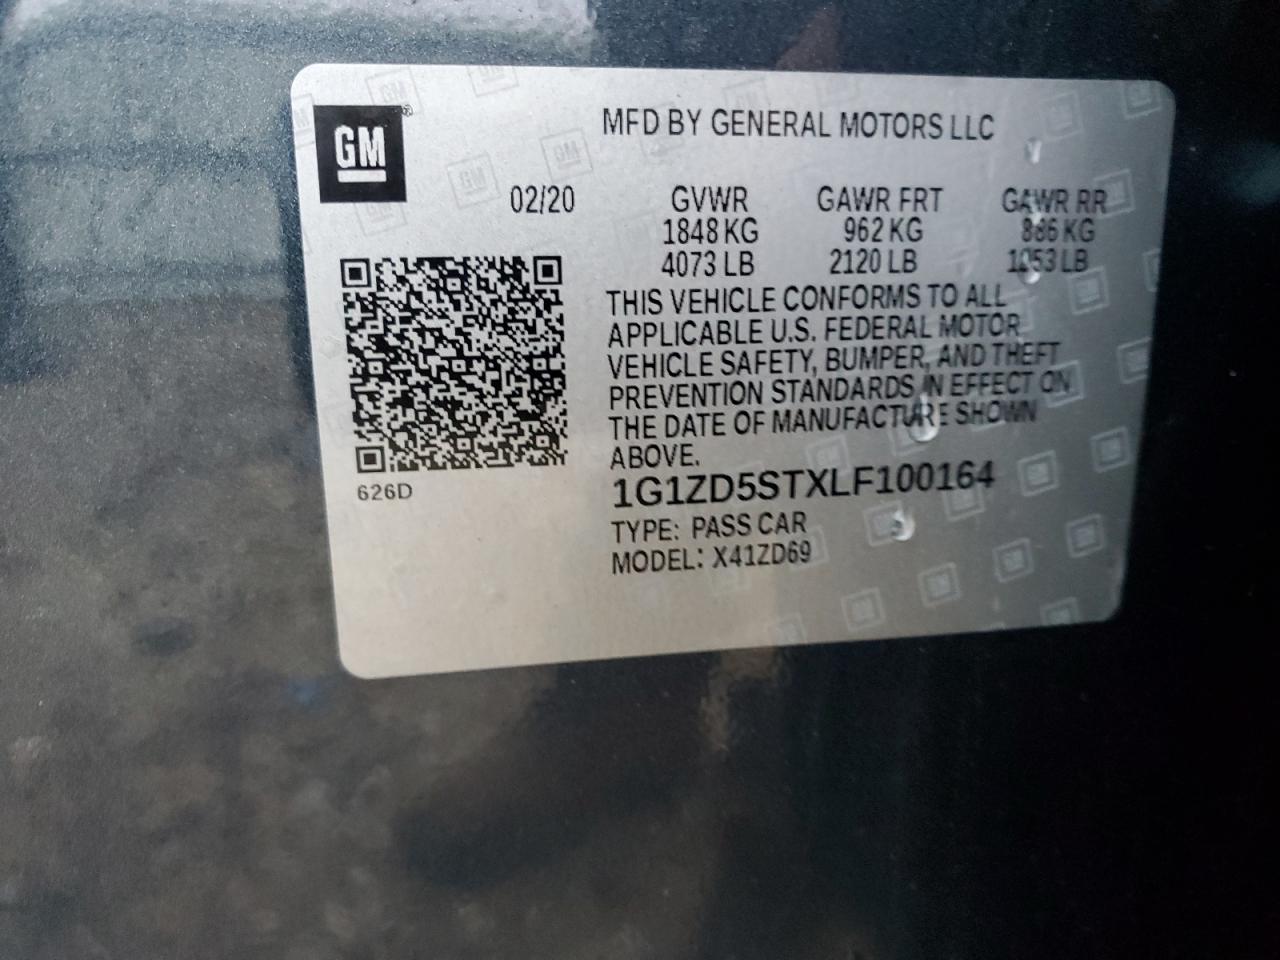 GM
MFD BY GENERAL MOTORS LLC
02/20 GVWR GAWR FRT GAWR RR
1848 KG 962 KG 886 KG
4073 LB 2120 LB 1953 LB
THIS VEHICLE CONFORMS TO ALL
APPLICABLE U.S. FEDERAL MOTOR
VEHICLE SAFETY, BUMPER, AND THEFT
PREVENTION STANDARDS IN EFFECT ON
THE DATE OF MANUFACTURE SHOWN
ABOVE.
626D
1G1ZD5STXLF100164
TYPE: PASS CAR
MODEL: X41ZD69